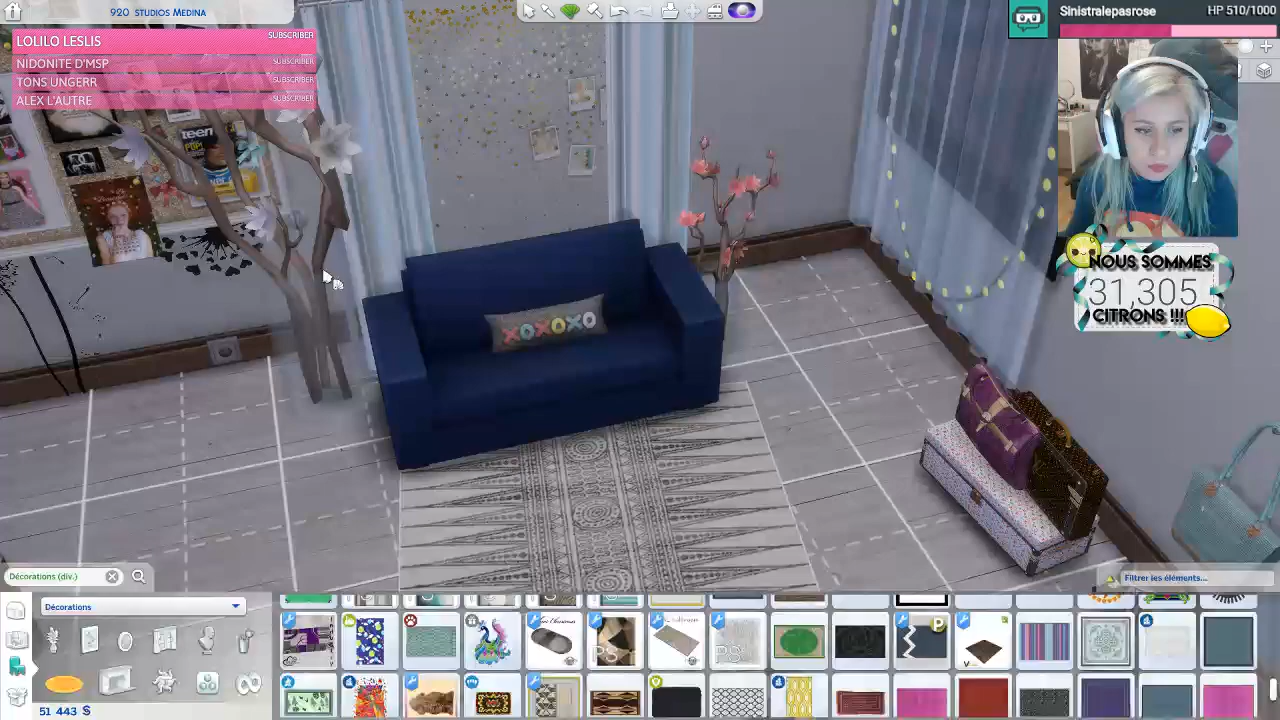 920 STUDIOS MEDINA
LOLILO LESLIS SUBSCRIBER
NIDONITE D'MSP SUBSCRIBER
TONS UNGERR SUBSCRIBER
ALEX L'AUTRE SUBSCRIBER
Sinistralepasrose HP 510/1000
teen
NOUS SOMMES
31,305
CITRONS !!!
XOXOXO
Décorations (div.)
Filtrer les éléments...
Décorations
51 443 $